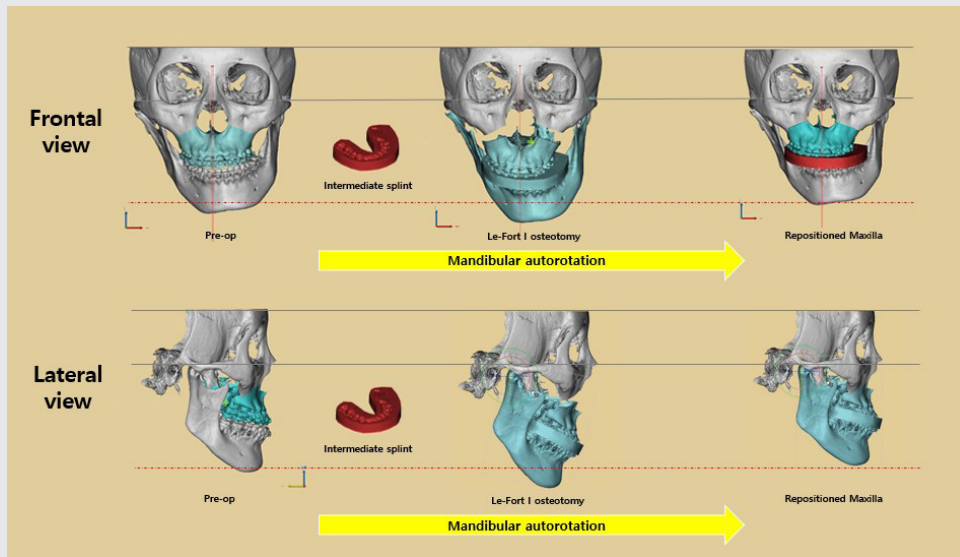 Frontal
view
Intermediate splint
Pre-op
Le-Fort I osteotomy
Repositioned Maxilla
Mandibular autorotation
Lateral
view
Intermediate splint
Pre-op
Le-Fort I osteotomy
Repositioned Maxilla
Mandibular autorotation